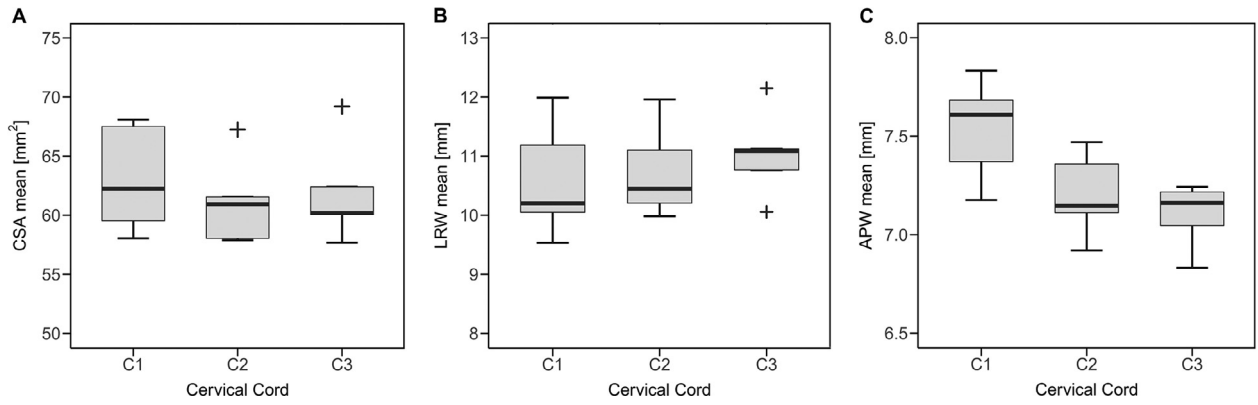 A
CSA mean [mm²]
75
70
65
60
55
50
C1 C2 C3
Cervical Cord
B
LRW mean [mm]
13
12
11
10
9
8
C1 C2 C3
Cervical Cord
C
APW mean [mm]
8.0
7.5
7.0
6.5
C1 C2 C3
Cervical Cord